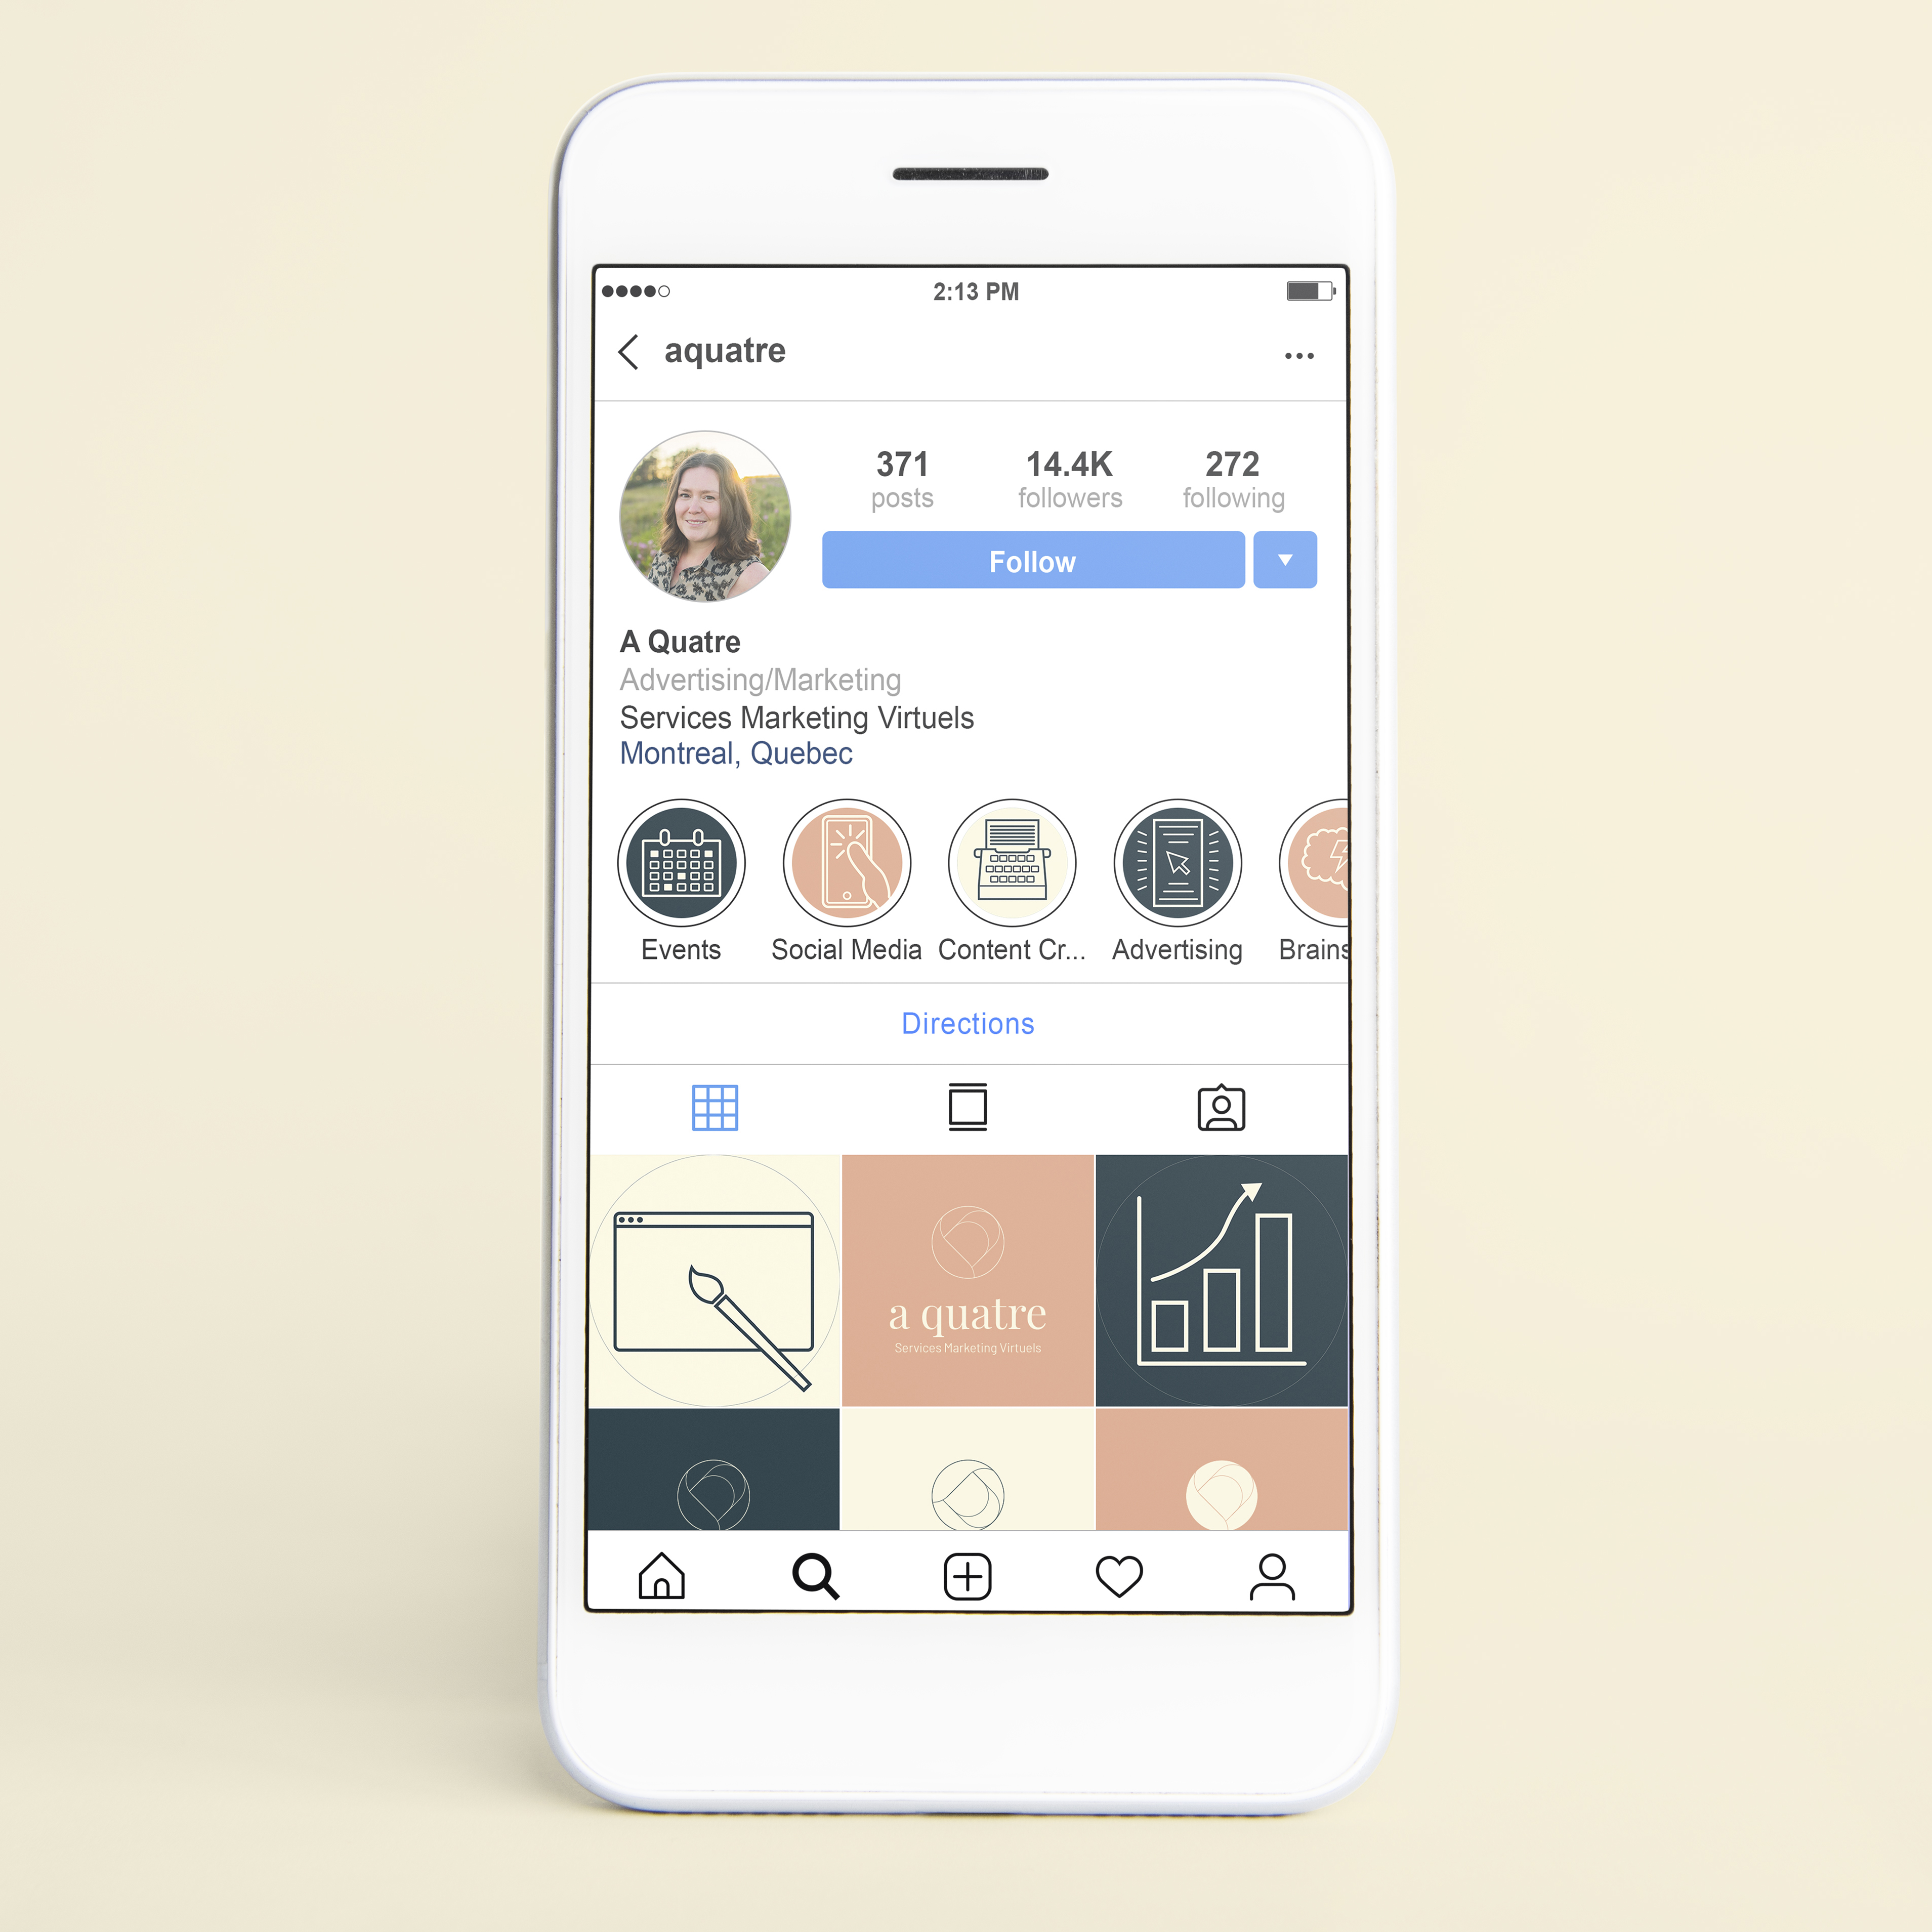 2:13 PM
aquatre
371 14.4K 272
posts followers following
Follow
A Quatre
Advertising/Marketing
Services Marketing Virtuels
Montreal, Quebec
Events Social Media Content Cr... Advertising Brains
Directions
a quatre
Services Marketing Virtuels